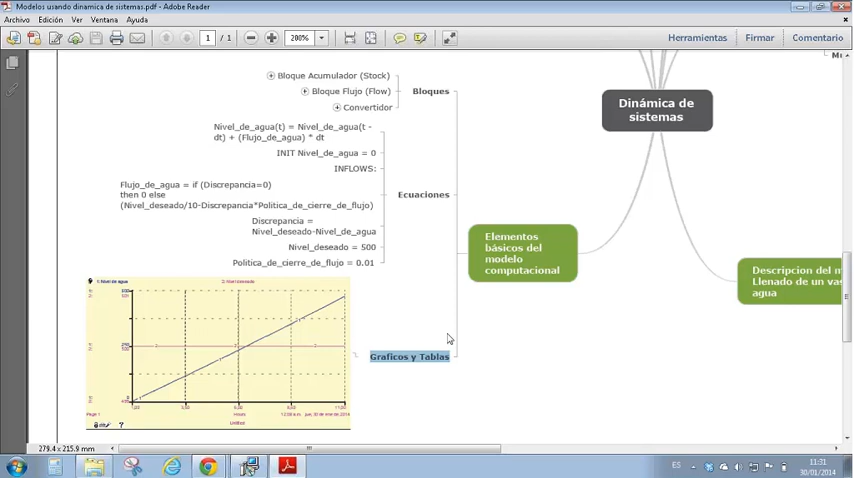 Modelos usando dinamica de sistemas.pdf - Adobe Reader
Archivo Edición Ver Ventana Ayuda
1 / 1
200%
Herramientas Firmar Comentario
Bloque Acumulador (Stock)
Bloque Flujo (Flow)
Convertidor
Bloques
Nivel_de_agua(t) = Nivel_de_agua(t -
dt) + (Flujo_de_agua) * dt
INIT Nivel_de_agua = 0
INFLOWS:
Flujo_de_agua = if (Discrepancia=0)
then 0 else
(Nivel_deseado/10-Discrepancia*Politica_de_cierre_de_flujo)
Discrepancia =
Nivel_deseado-Nivel_de_agua
Nivel_deseado = 500
Politica_de_cierre_de_flujo = 0.01
Ecuaciones
Graficos y Tablas
Elementos
básicos del
modelo
computacional
Dinámica de
sistemas
Descripcion del m
Llenado de un vas
agua
1: Nivel de agua
2: Nivel deseado
Page 1
Hours
Untitled
279.4 x 215.9 mm
ES
11:31
30/01/2014